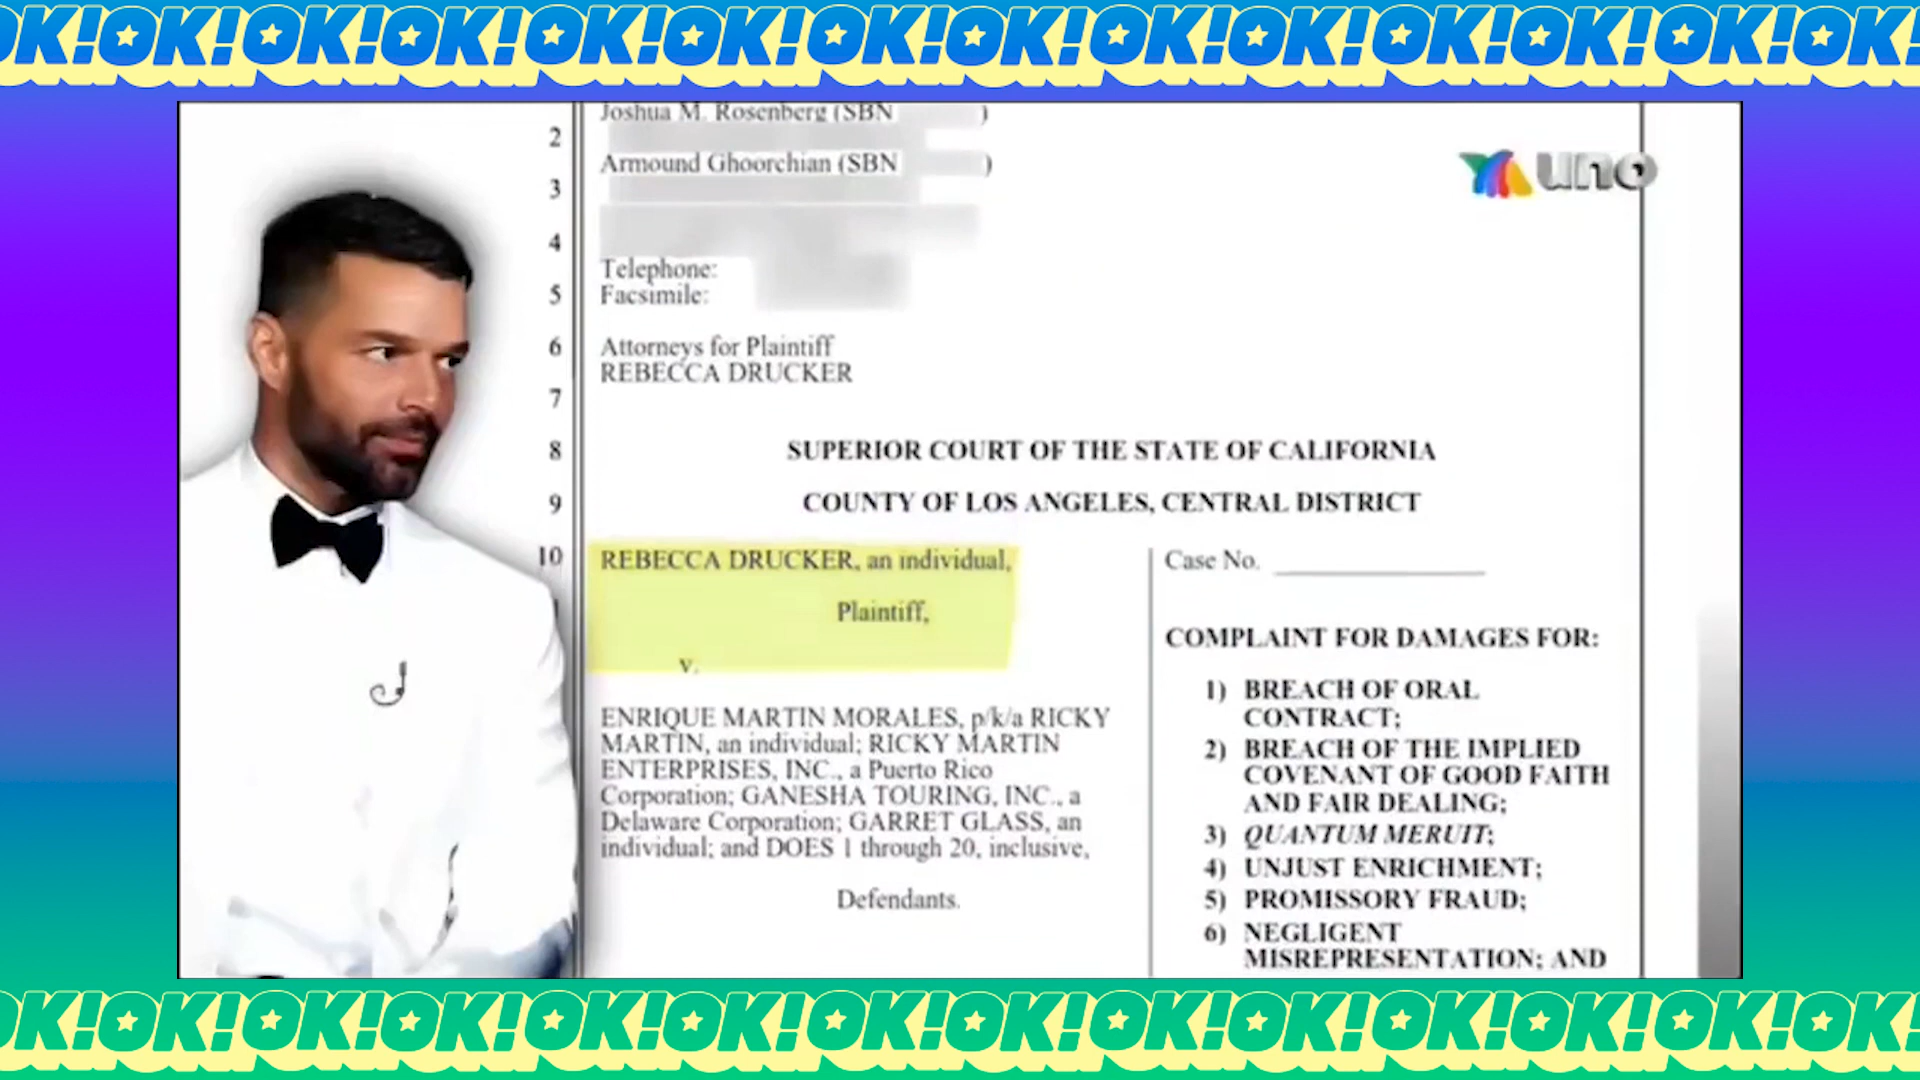 OK!OK!OK!OK!OK!OK!OK!OK!OK!OK!OK!OK!OK!OK!
uno
Joshua M. Rosenberg (SBN )
2
Armound Ghoorchian (SBN )
3
4
Telephone:
5 Facsimile:
6 Attorneys for Plaintiff
REBECCA DRUCKER
7
8 SUPERIOR COURT OF THE STATE OF CALIFORNIA
9 COUNTY OF LOS ANGELES, CENTRAL DISTRICT
10 REBECCA DRUCKER, an individual,
Plaintiff,
v.
ENRIQUE MARTIN MORALES, p/k/a RICKY
MARTIN, an individual; RICKY MARTIN
ENTERPRISES, INC., a Puerto Rico
Corporation; GANESHA TOURING, INC., a
Delaware Corporation; GARRET GLASS, an
individual; and DOES 1 through 20, inclusive,
Defendants.
Case No.
COMPLAINT FOR DAMAGES FOR:
1) BREACH OF ORAL
CONTRACT;
2) BREACH OF THE IMPLIED
COVENANT OF GOOD FAITH
AND FAIR DEALING;
3) QUANTUM MERUIT;
4) UNJUST ENRICHMENT;
5) PROMISSORY FRAUD;
6) NEGLIGENT
MISREPRESENTATION; AND
OK!OK!OK!OK!OK!OK!OK!OK!OK!OK!OK!OK!OK!OK!